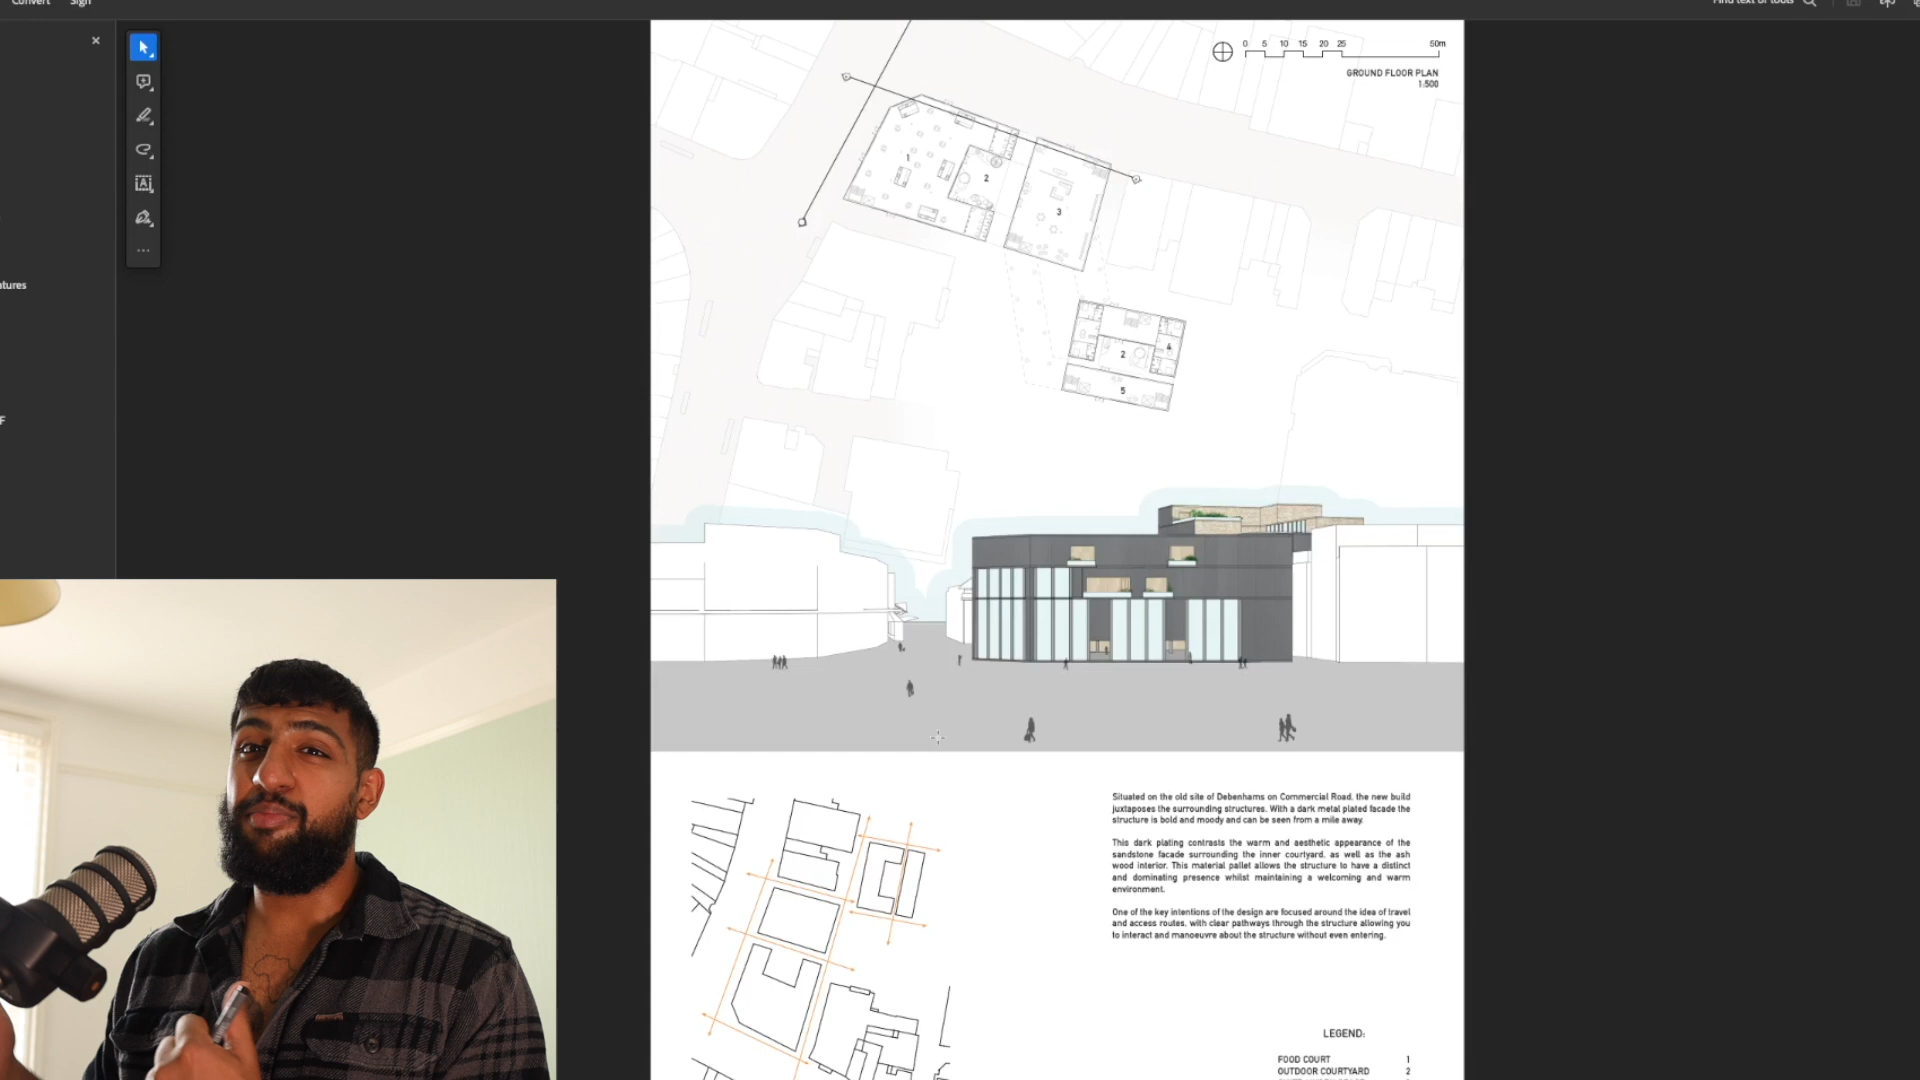 Convert Sign
Find text or tools
0 5 10 15 20 25 50m
GROUND FLOOR PLAN
1:500
1
2
3
4
2
5
Situated on the old site of Debenhams on Commercial Road, the new build
juxtaposes the surrounding structures. With a dark metal plated facade the
structure is bold and moody and can be seen from a mile away.
This dark plating contrasts the warm and aesthetic appearance of the
sandstone facade surrounding the inner courtyard, as well as the ash
wood interior. This material pallet allows the structure to have a distinct
and dominating presence whilst maintaining a welcoming and warm
environment.
One of the key intentions of the design are focused around the idea of travel
and access routes, with clear pathways through the structure allowing you
to interact and manoeuvre about the structure without even entering.
LEGEND:
FOOD COURT 1
OUTDOOR COURTYARD 2